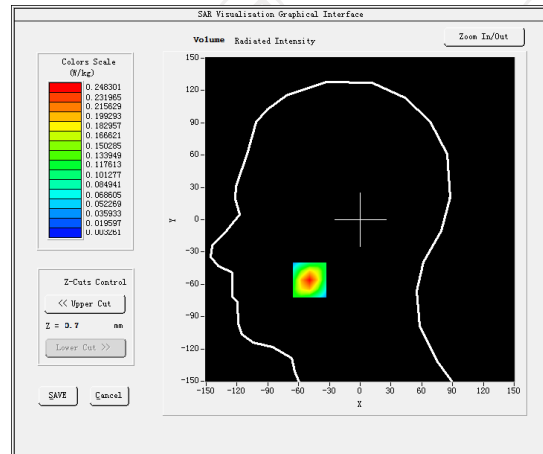 SAR Visualisation Graphical Interface
Volume Radiated Intensity
Zoom In/Out
Colors Scale
(W/kg)
0.248301
0.231965
0.215629
0.199293
0.182957
0.166621
0.150285
0.133949
0.117613
0.101277
0.084941
0.068605
0.052269
0.035933
0.019597
0.003261
Z-Cuts Control
<< Upper Cut
Z = 0.7 mm
Lower Cut >>
SAVE Cancel
150
120
90
60
30
0
-30
-60
-90
-120
-150
Y
-150 -120 -90 -60 -30 0 30 60 90 120 150
X